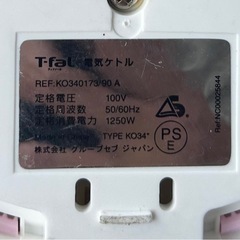 T-fal 電気ケトル
REF.KO340173/90 A
定格電圧 100V
定格周波数 50/60Hz
定格消費電力 1250W
TYPE KO34*
PS
E
株式会社 グループセブ ジャパン
Ref:NC00025844